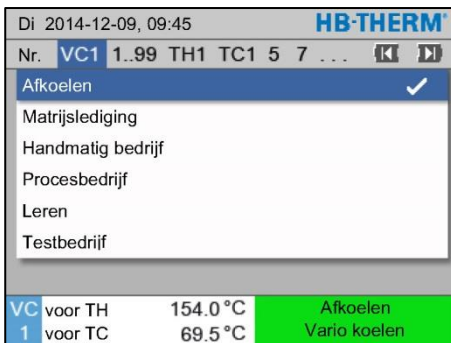 Di 2014-12-09, 09:45 HB-THERM®
Nr. VC1 1..99 TH1 TC1 5 7 ...
Afkoelen
Matrijslediging
Handmatig bedrijf
Procesbedrijf
Leren
Testbedrijf
VC voor TH 154.0 °C Afkoelen
1 voor TC 69.5 °C Vario koelen